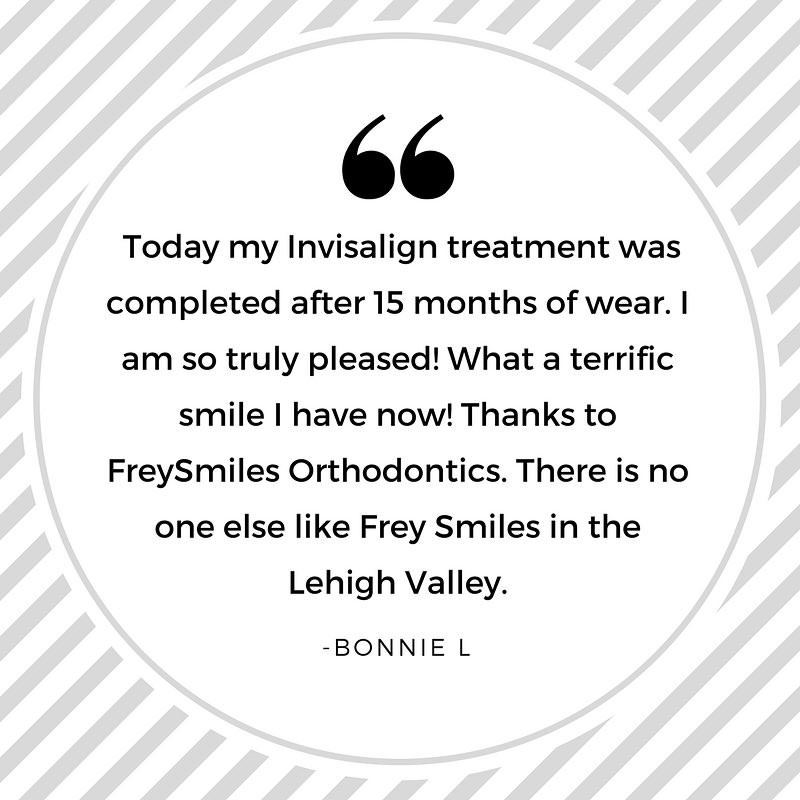 “
Today my Invisalign treatment was
completed after 15 months of wear. I
am so truly pleased! What a terrific
smile I have now! Thanks to
FreySmiles Orthodontics. There is no
one else like Frey Smiles in the
Lehigh Valley.
-BONNIE L